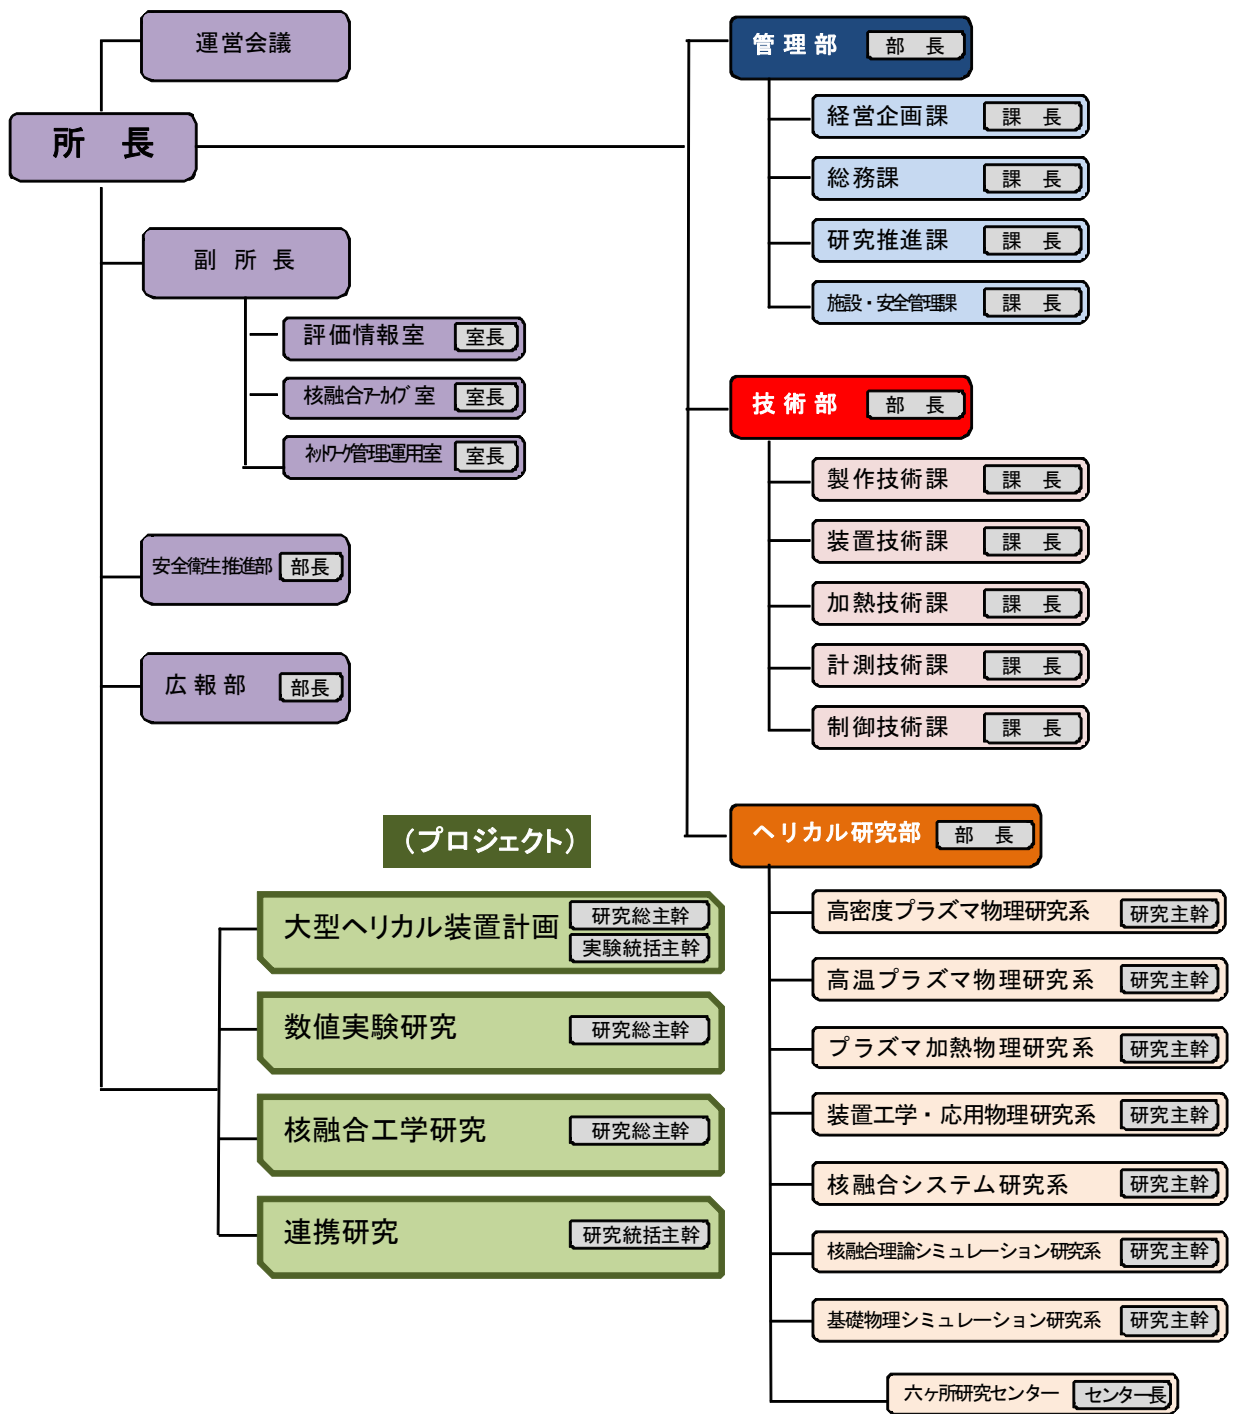 運営会議
所 長
副 所 長
評価情報室 室長
核融合アーカイブ室 室長
ネットワーク管理運用室 室長
安全衛生推進部 部長
広報部 部長
（プロジェクト）
大型ヘリカル装置計画 研究総主幹
実験統括主幹
数値実験研究 研究総主幹
核融合工学研究 研究総主幹
連携研究 研究統括主幹
管理部 部 長
経営企画課 課 長
総務課 課 長
研究推進課 課 長
施設・安全管理課 課 長
技術部 部 長
製作技術課 課 長
装置技術課 課 長
加熱技術課 課 長
計測技術課 課 長
制御技術課 課 長
ヘリカル研究部 部 長
高密度プラズマ物理研究系 研究主幹
高温プラズマ物理研究系 研究主幹
プラズマ加熱物理研究系 研究主幹
装置工学・応用物理研究系 研究主幹
核融合システム研究系 研究主幹
核融合理論シミュレーション研究系 研究主幹
基礎物理シミュレーション研究系 研究主幹
六ヶ所研究センター センター長